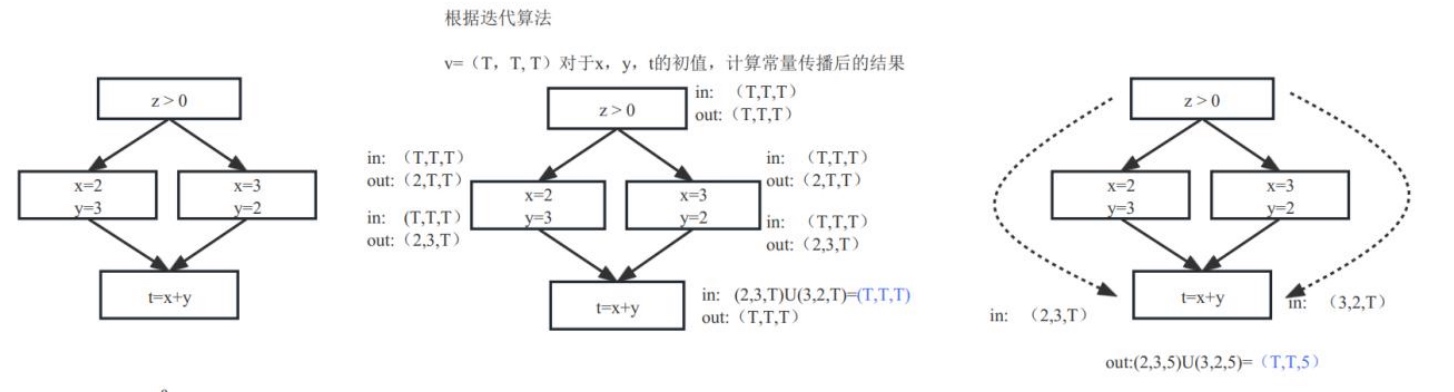 根据迭代算法
v=（T，T, T）对于x，y，t的初值，计算常量传播后的结果
z > 0
x=2
y=3
x=3
y=2
t=x+y
z > 0
in: （T,T,T）
out:（T,T,T）
in: （T,T,T）
out:（2,T,T）
in: (T,T,T）
out:（2,3,T）
x=2
y=3
x=3
y=2
in: （T,T,T）
out:（2,T,T）
in: （T,T,T）
out:（2,3,T）
t=x+y
in: (2,3,T)U(3,2,T)=(T,T,T)
out:（T,T,T）
z > 0
x=2
y=3
x=3
y=2
t=x+y
in: （2,3,T）
in: （3,2,T）
out:(2,3,5)U(3,2,5)=（T,T,5）